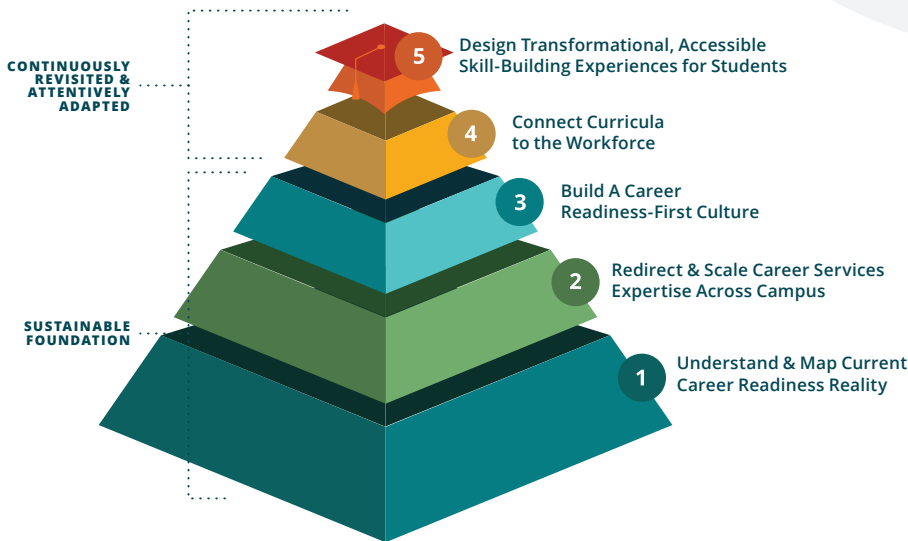 CONTINUOUSLY
REVISITED &
ATTENTIVELY
ADAPTED
5
Design Transformational, Accessible
Skill-Building Experiences for Students
4
Connect Curricula
to the Workforce
3
Build A Career
Readiness-First Culture
2
Redirect & Scale Career Services
Expertise Across Campus
SUSTAINABLE
FOUNDATION
1
Understand & Map Current
Career Readiness Reality